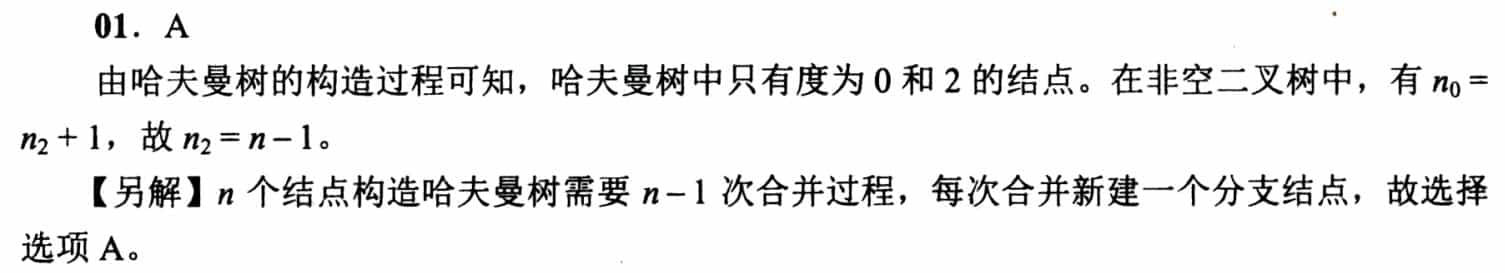 01. A
由哈夫曼树的构造过程可知，哈夫曼树中只有度为 0 和 2 的结点。在非空二叉树中，有 n₀ =
n₂ + 1，故 n₂ = n – 1。
【另解】n 个结点构造哈夫曼树需要 n – 1 次合并过程，每次合并新建一个分支结点，故选择
选项 A。